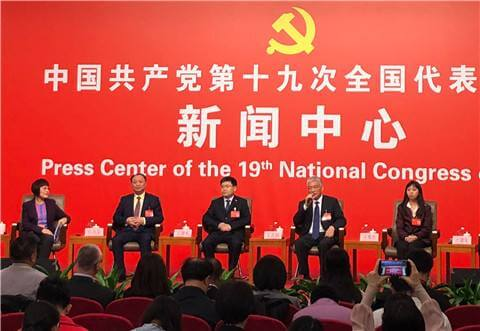 中国共产党第十九次全国代表
新闻中心
Press Center of the 19th National Congress